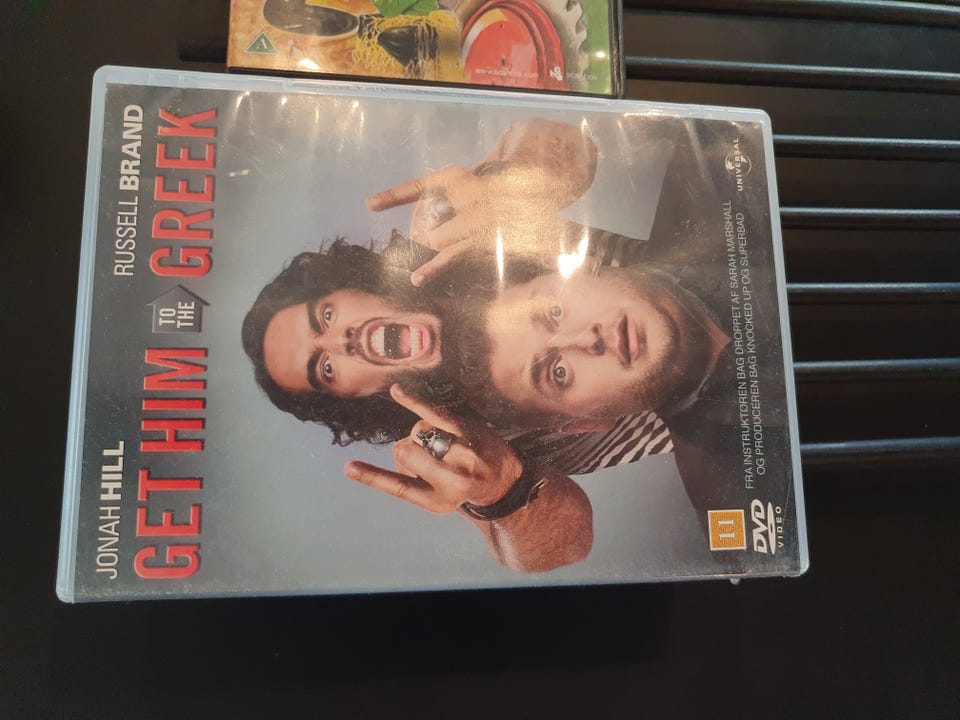 JONAH HILL RUSSELL BRAND
GET HIM TO THE GREEK
FRA INSTRUKTØREN BAG DROPPET AF SARAH MARSHALL
OG PRODUCEREN BAG KNOCKED UP OG SUPERBAD
UNIVERSAL
11
DVD
VIDEO
scanbox